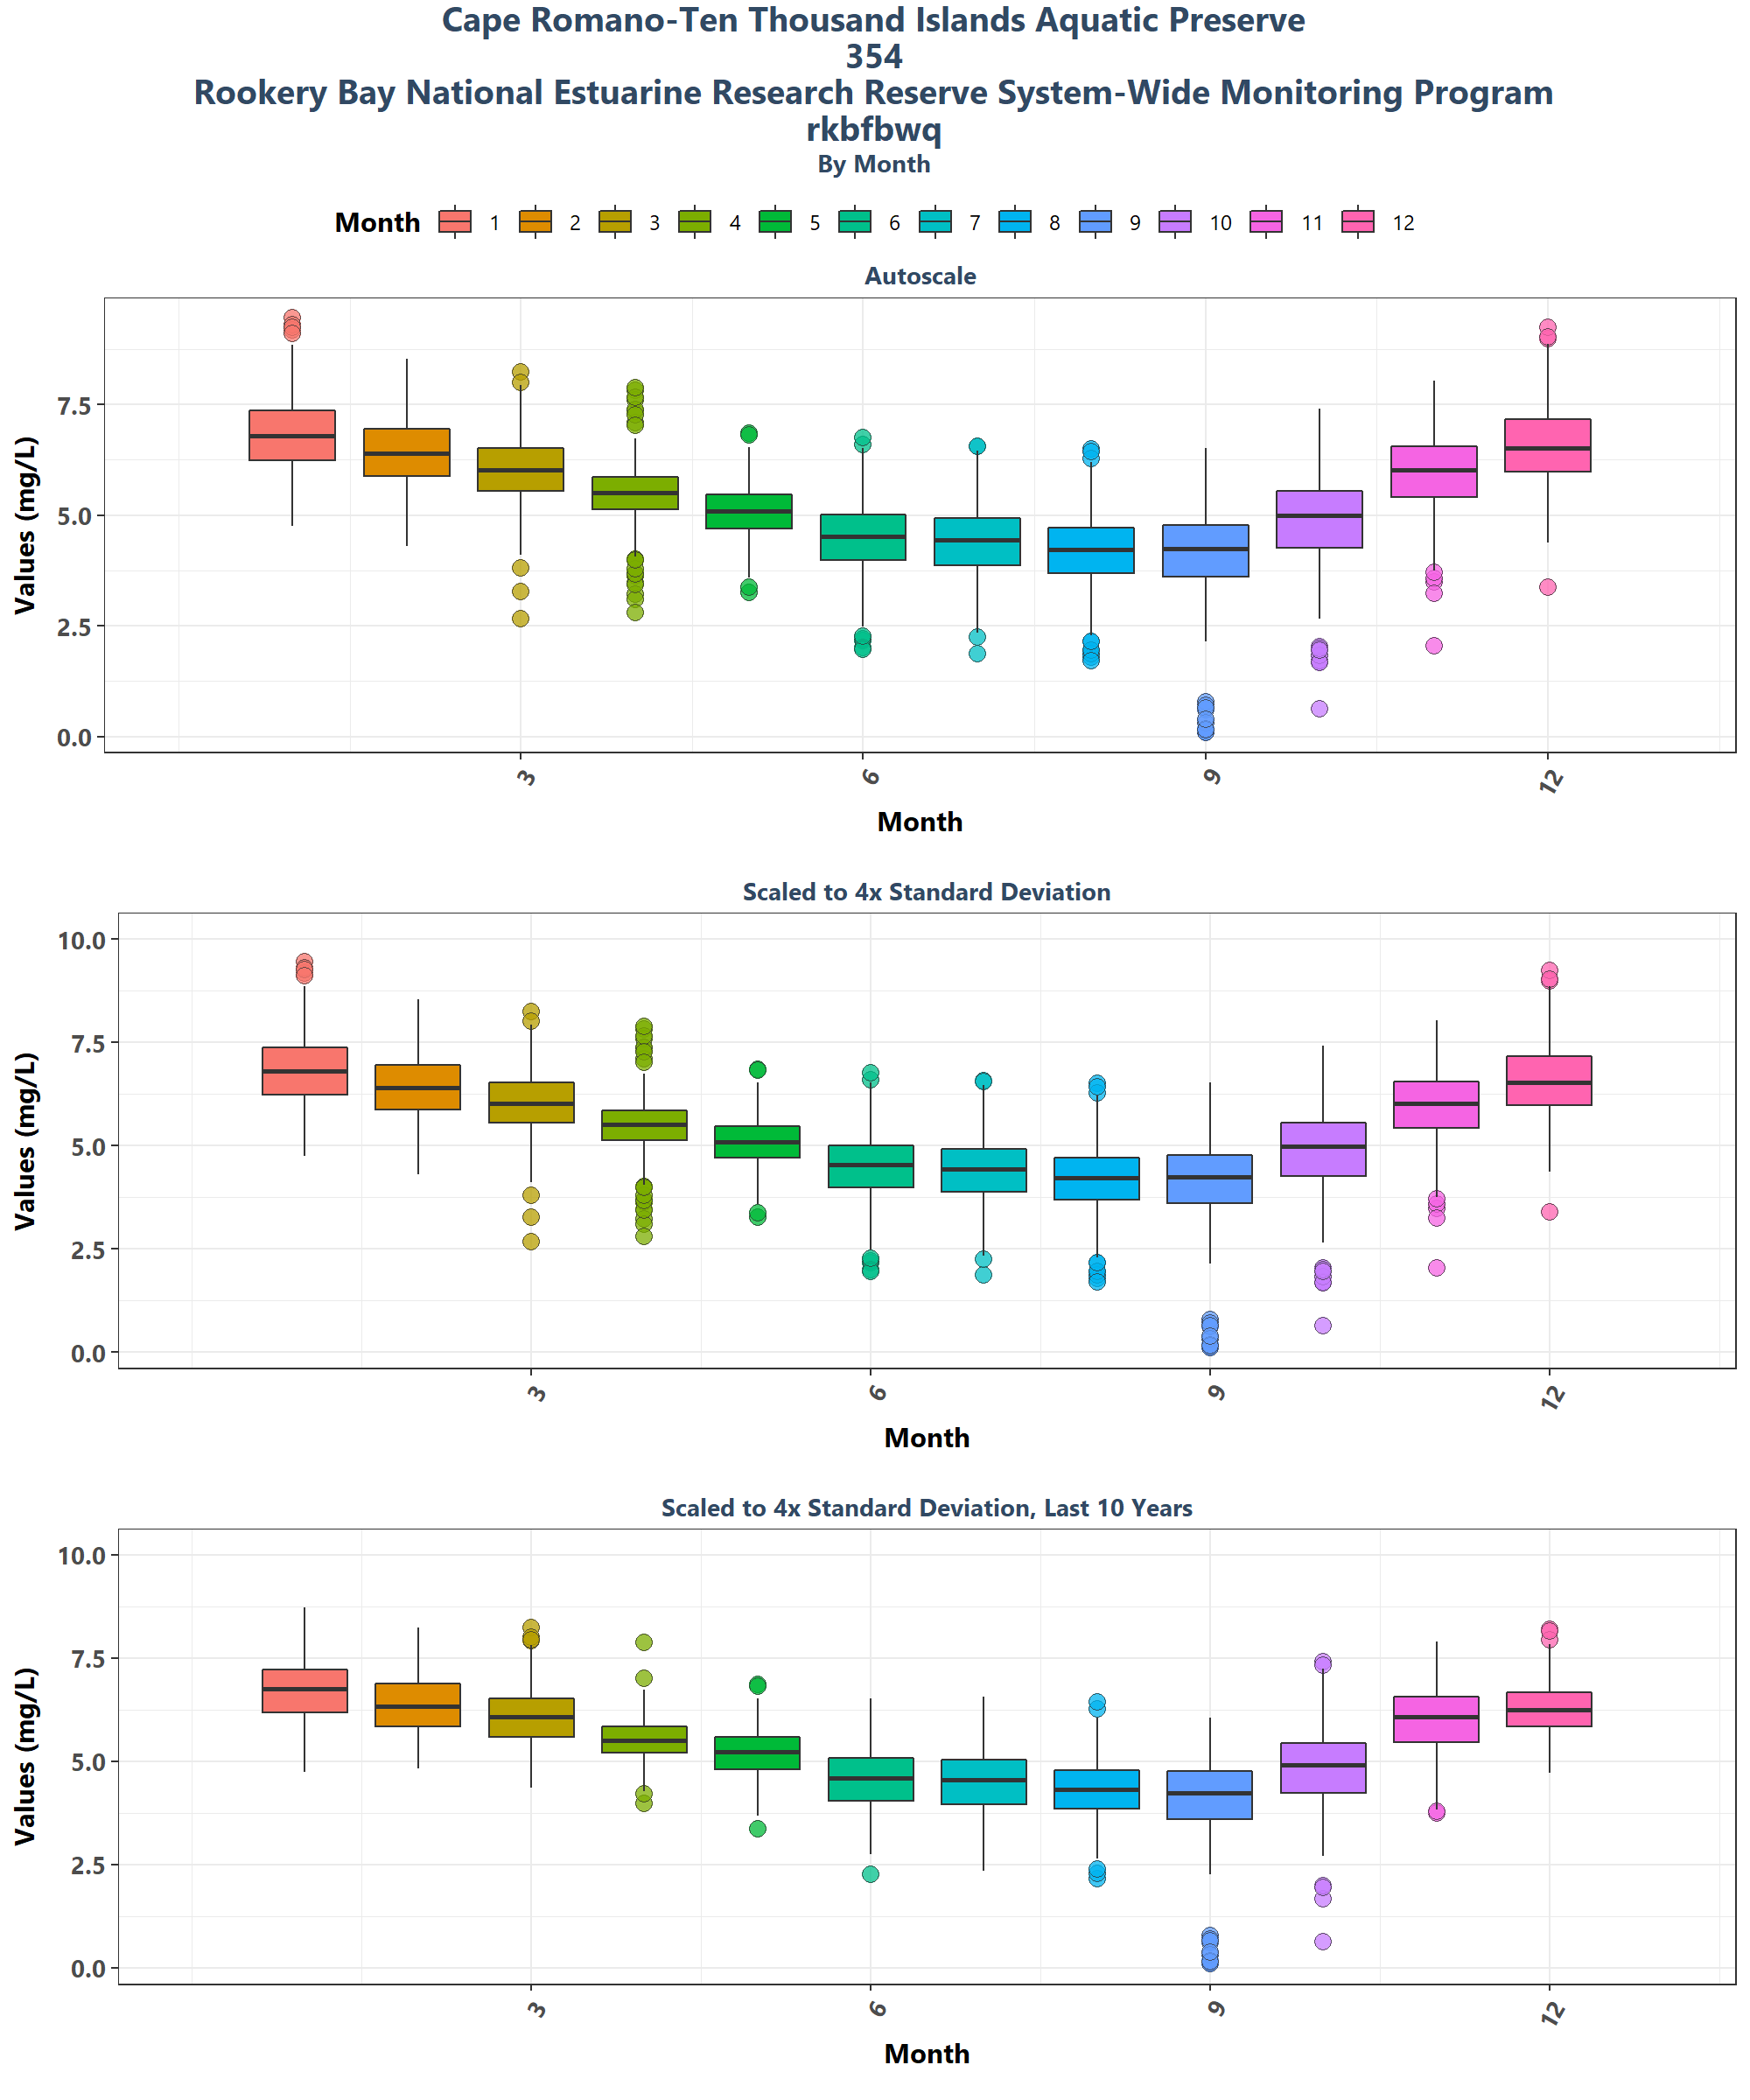 Cape Romano-Ten Thousand Islands Aquatic Preserve
354
Rookery Bay National Estuarine Research Reserve System-Wide Monitoring Program
rkbfbwq
By Month
Month 1 2 3 4 5 6 7 8 9 10 11 12
Autoscale
Values (mg/L)
7.5
5.0
2.5
0.0
3 6 9 12
Month
Scaled to 4x Standard Deviation
Values (mg/L)
10.0
7.5
5.0
2.5
0.0
3 6 9 12
Month
Scaled to 4x Standard Deviation, Last 10 Years
Values (mg/L)
10.0
7.5
5.0
2.5
0.0
3 6 9 12
Month